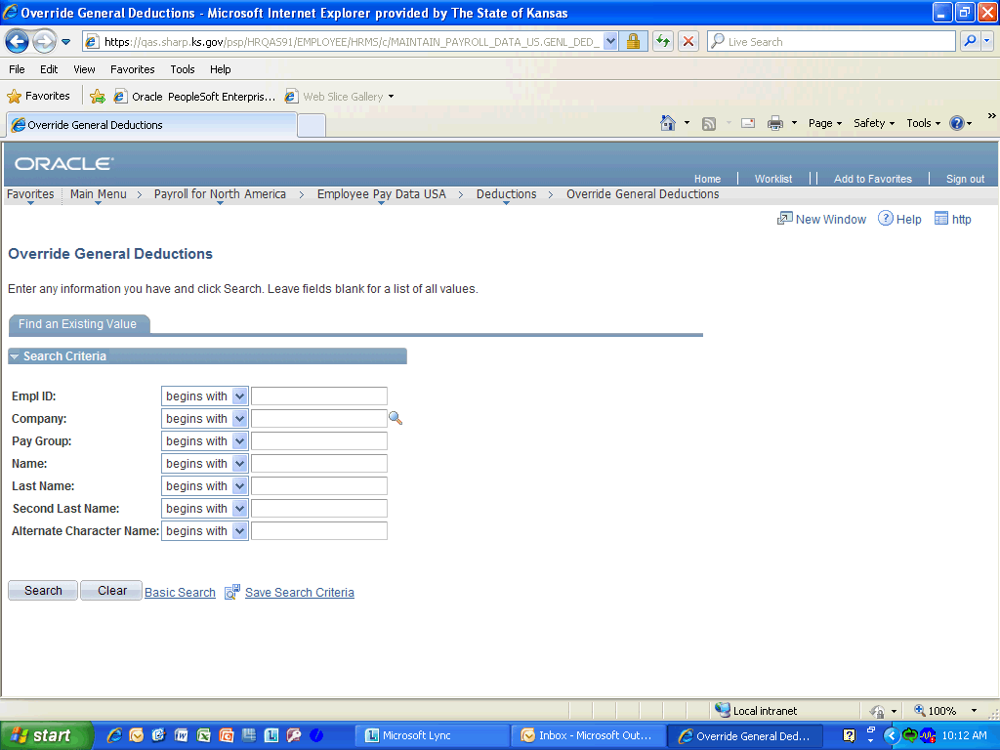 Override General Deductions - Microsoft Internet Explorer provided by The State of Kansas
https://qas.sharp.ks.gov/psp/HRQAS91/EMPLOYEE/HRMS/c/MAINTAIN_PAYROLL_DATA_US.GENL_DED_
Live Search
File Edit View Favorites Tools Help
Favorites Oracle PeopleSoft Enterpris... Web Slice Gallery
Override General Deductions Page Safety Tools »
ORACLE
Home Worklist Add to Favorites Sign out
Favorites Main Menu > Payroll for North America > Employee Pay Data USA > Deductions > Override General Deductions
New Window Help http
Override General Deductions
Enter any information you have and click Search. Leave fields blank for a list of all values.
Find an Existing Value
Search Criteria
Empl ID: begins with
Company: begins with
Pay Group: begins with
Name: begins with
Last Name: begins with
Second Last Name: begins with
Alternate Character Name: begins with
Search Clear Basic Search Save Search Criteria
Local intranet 100%
start Microsoft Lync Inbox - Microsoft Out... Override General Ded... 10:12 AM